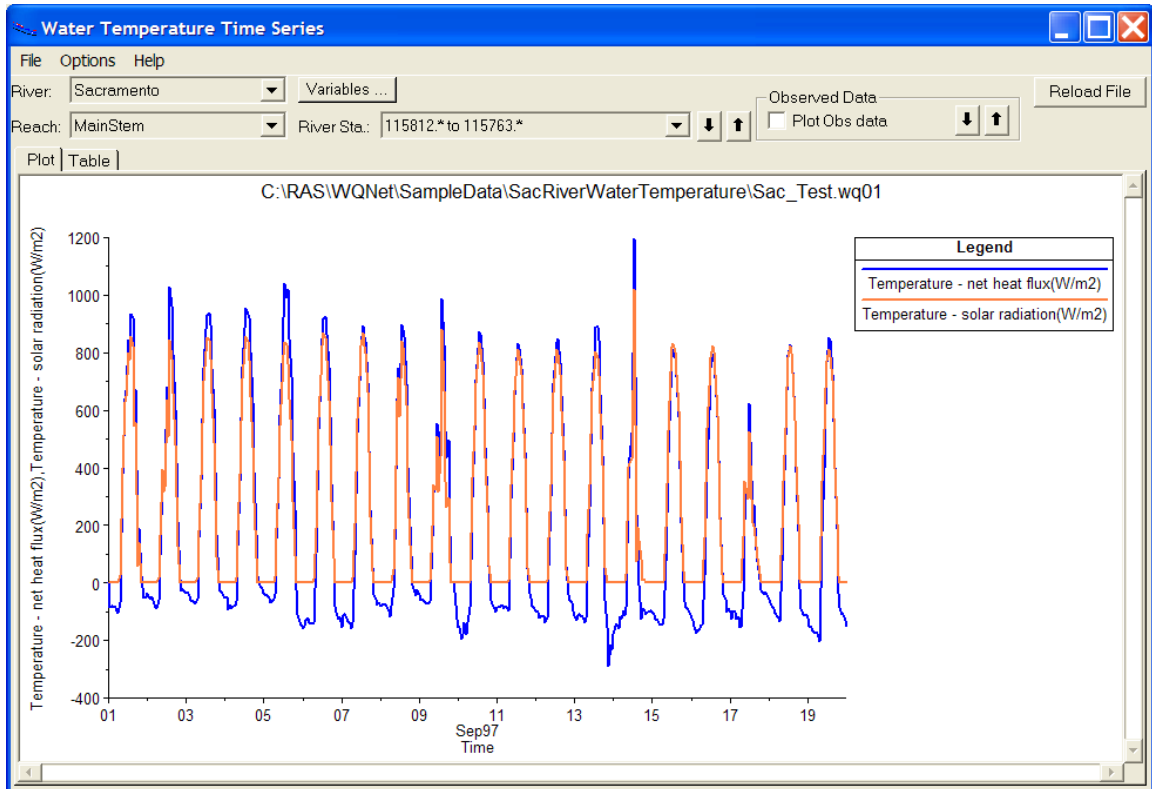 Water Temperature Time Series
File Options Help
River: Sacramento Variables ... Reload File
Observed Data
Reach: MainStem River Sta.: 115812.* to 115763.* Plot Obs data
Plot Table
C:\RAS\WQNet\SampleData\SacRiverWaterTemperature\Sac_Test.wq01
Temperature - net heat flux(W/m2),Temperature - solar radiation(W/m2)
1200
1000
800
600
400
200
0
-200
-400
01 03 05 07 09 11 13 15 17 19
Sep97
Time
Legend
Temperature - net heat flux(W/m2)
Temperature - solar radiation(W/m2)